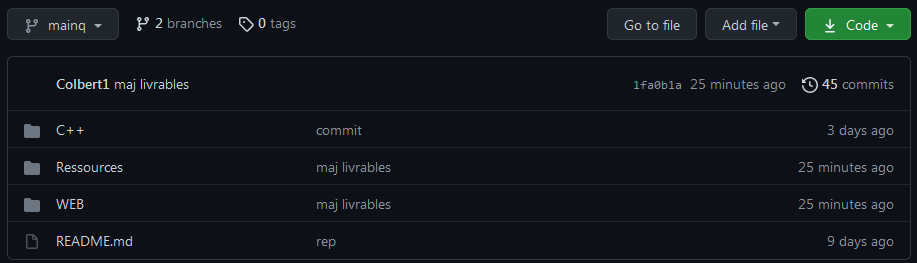 mainq 2 branches 0 tags Go to file Add file Code
Colbert1 maj livrables 1fa0b1a 25 minutes ago 45 commits
C++ commit 3 days ago
Ressources maj livrables 25 minutes ago
WEB maj livrables 25 minutes ago
README.md rep 9 days ago